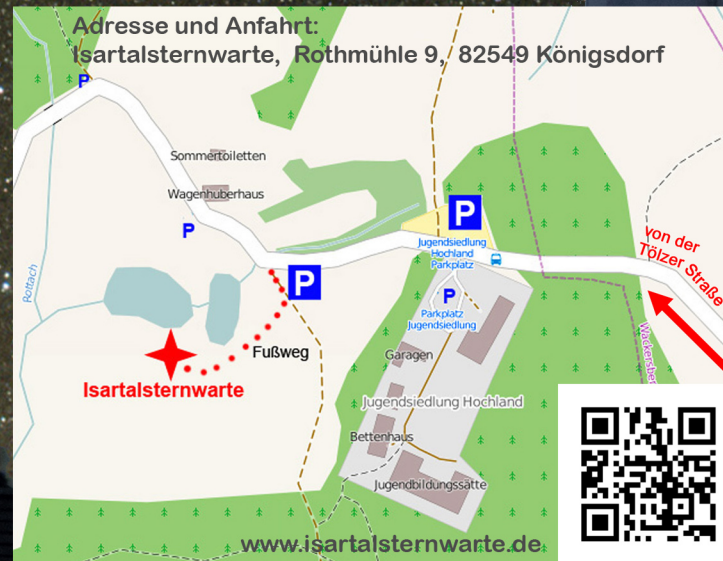 Adresse und Anfahrt:
Isartalsternwarte, Rothmühle 9, 82549 Königsdorf
P
Sommertoiletten
Wagenhuberhaus
P
P
Jugendsiedlung
Hochland
Parkplatz
von der
Tölzer Straße
Rottach
P
P
Parkplatz
Jugendsiedlung
Fußweg
Garagen
Isartalsternwarte
Jugendsiedlung Hochland
Bettenhaus
Jugendbildungssätte
www.isartalsternwarte.de